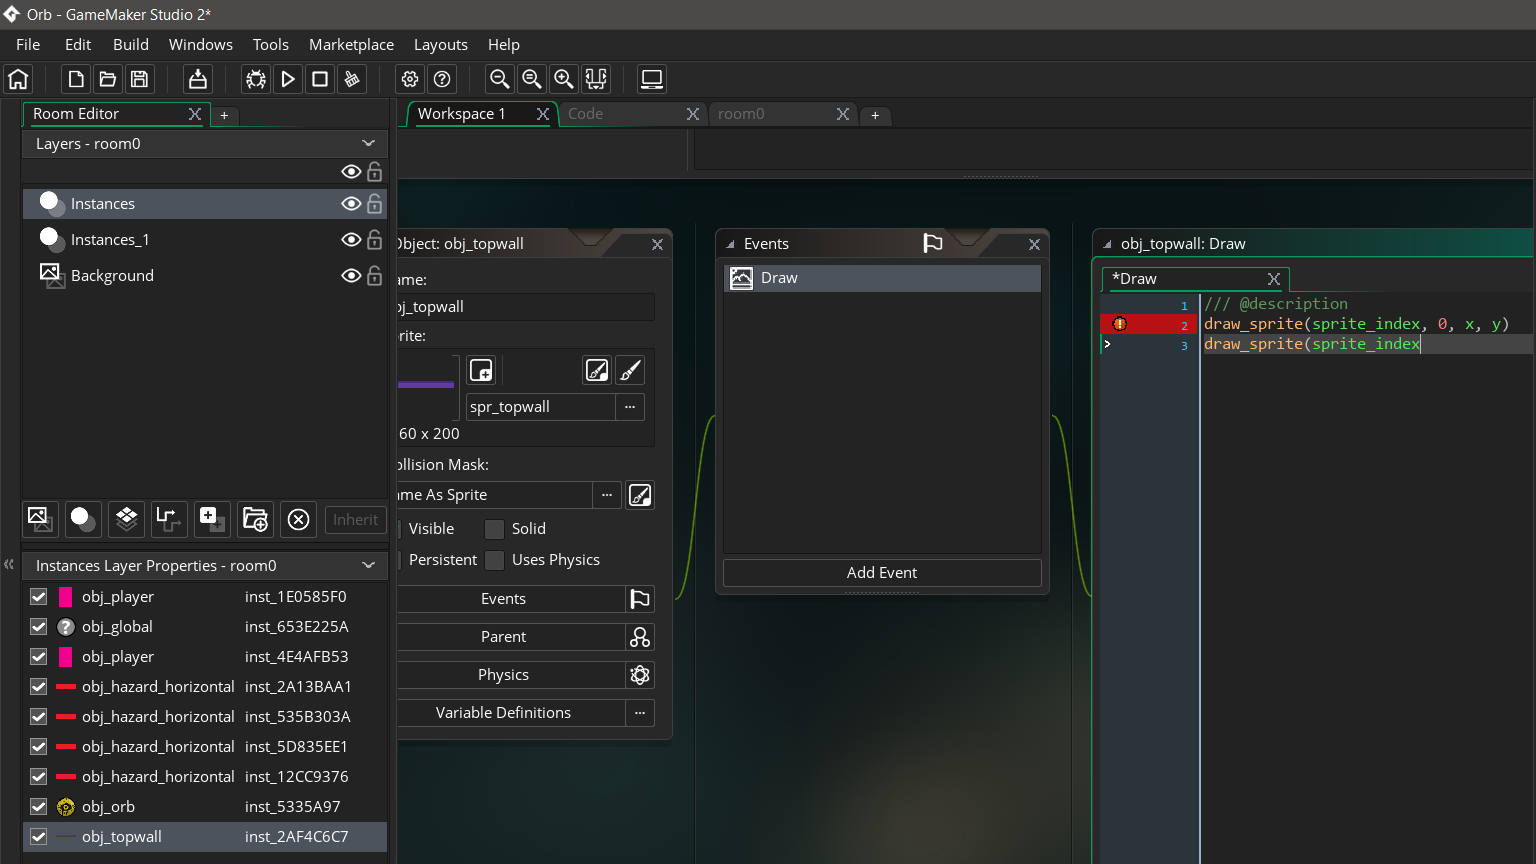 Orb - GameMaker Studio 2*
File Edit Build Windows Tools Marketplace Layouts Help
Room Editor
+
Workspace 1
Code
room0
+
Layers - room0
Instances
Instances_1
Background
Inherit
Instances Layer Properties - room0
obj_player inst_1E0585F0
obj_global inst_653E225A
obj_player inst_4E4AFB53
obj_hazard_horizontal inst_2A13BAA1
obj_hazard_horizontal inst_535B303A
obj_hazard_horizontal inst_5D835EE1
obj_hazard_horizontal inst_12CC9376
obj_orb inst_5335A97
obj_topwall inst_2AF4C6C7
Object: obj_topwall
ame:
bj_topwall
rite:
spr_topwall
...
60 x 200
ollision Mask:
ame As Sprite
...
Visible Solid
Persistent Uses Physics
Events
Parent
Physics
Variable Definitions
...
Events
Draw
Add Event
obj_topwall: Draw
*Draw
1 /// @description
2 draw_sprite(sprite_index, 0, x, y)
3 draw_sprite(sprite_index